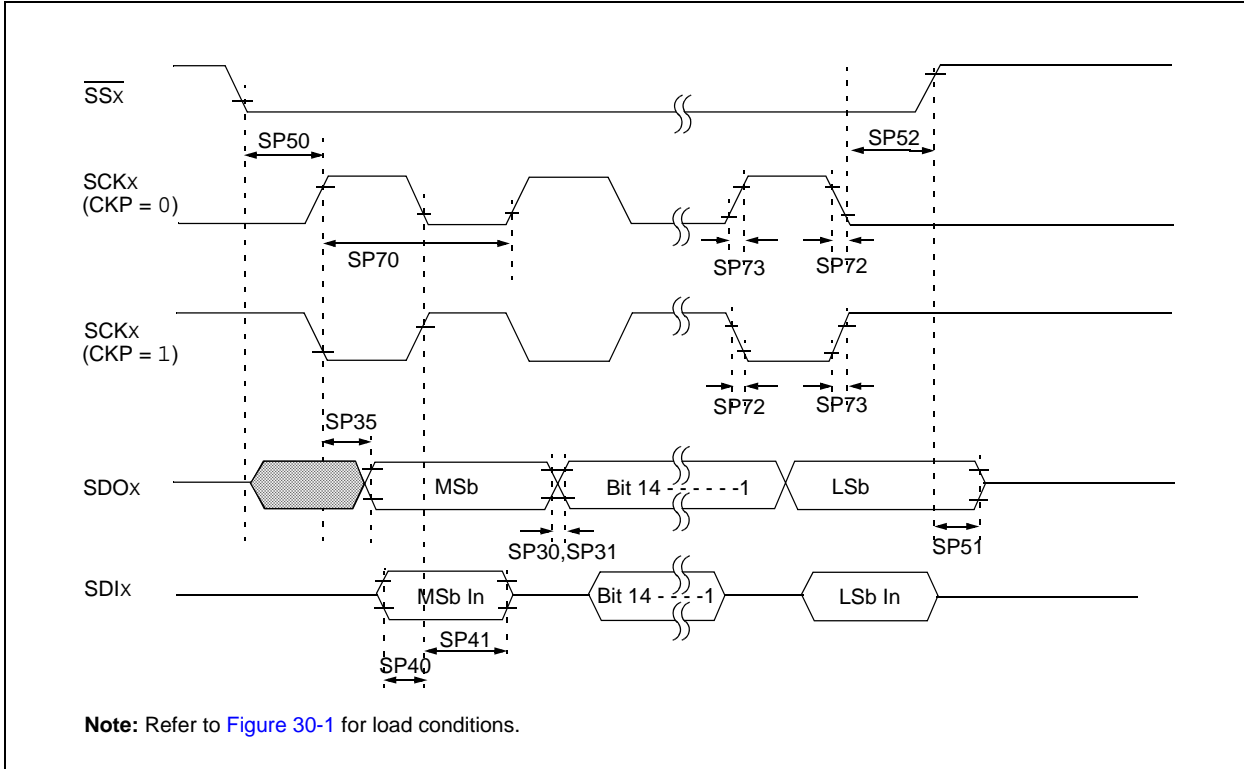 SSX
SP50
SP52
SCKX
(CKP = 0)
SP70
SP73
SP72
SCKX
(CKP = 1)
SP72
SP73
SP35
SDOX
MSb
Bit 14 - - - - - -1
LSb
SP30,SP31
SP51
SDIX
MSb In
Bit 14 - - - -1
LSb In
SP41
SP40
Note: Refer to Figure 30-1 for load conditions.